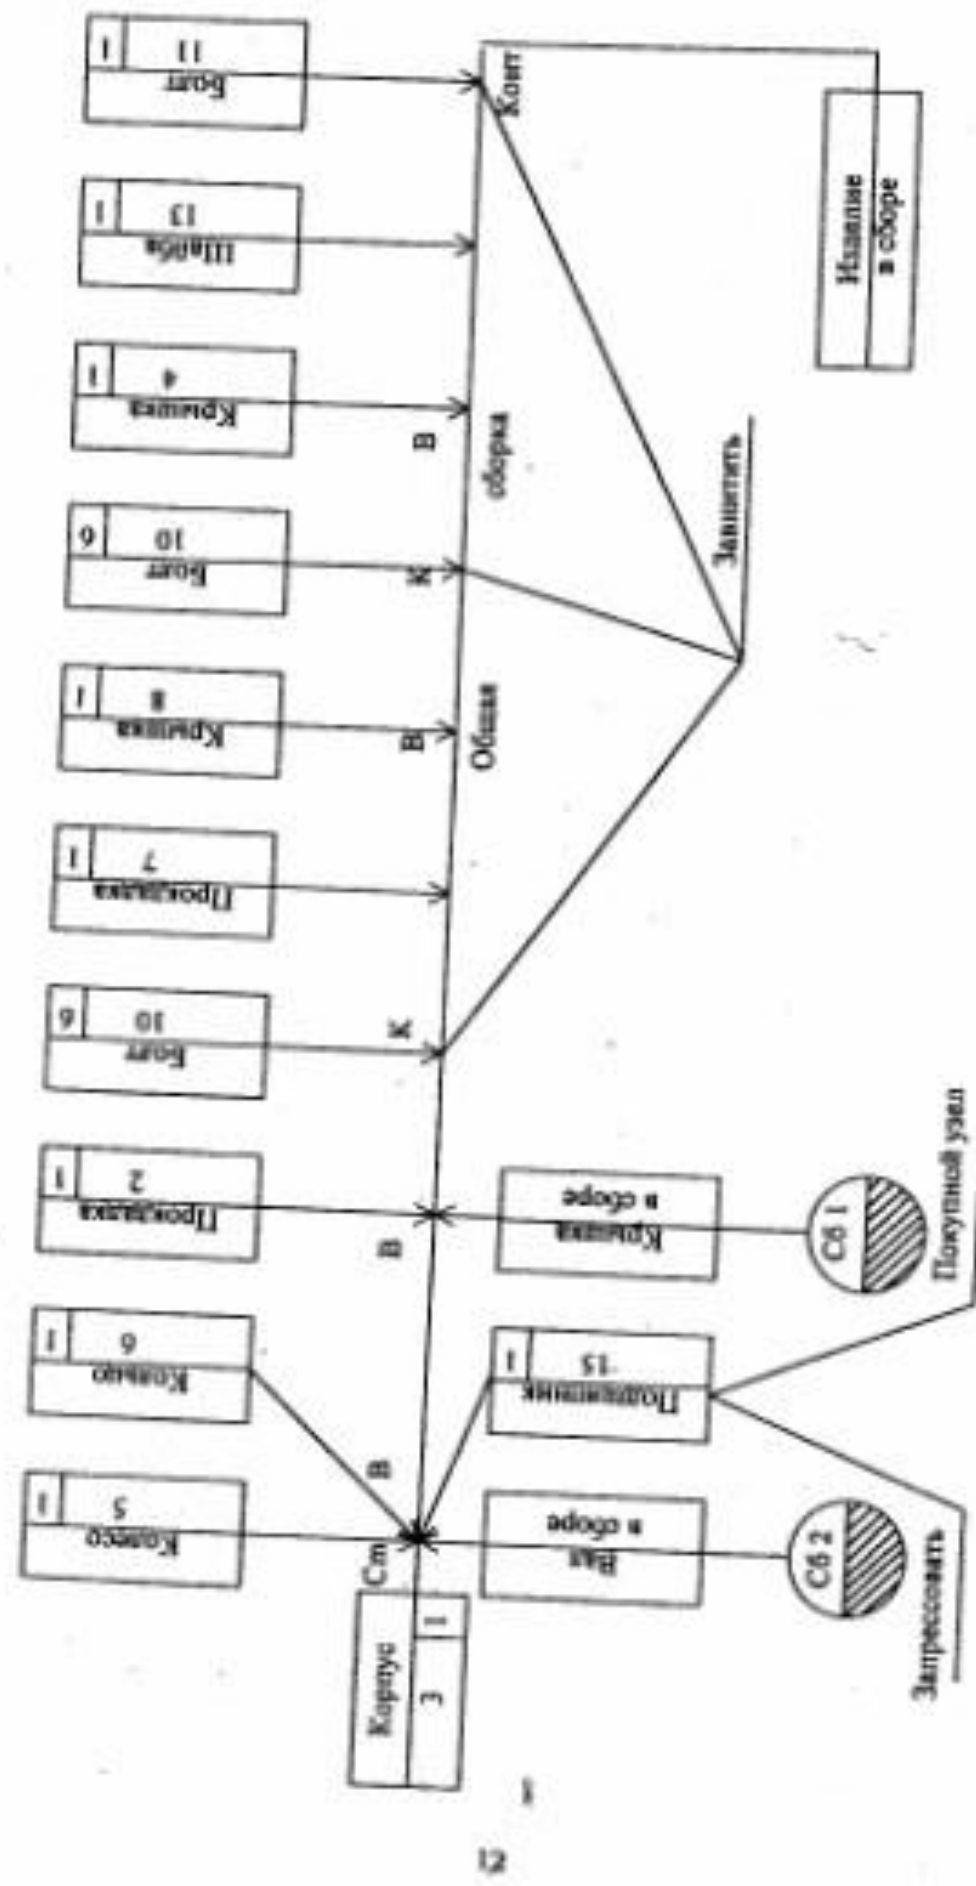 Колесо
5
1
Кольцо
6
1
Прокладка
2
1
Болт
10
6
Прокладка
7
1
Крышка
8
1
Болт
10
6
Крышка
4
1
Шайба
13
1
Болт
11
1
Корпус
3
1
Ст
В
В
К
В
К
В
Конт
Общая
сборка
Вал
в сборе
Подшипник
15
1
Крышка
в сборе
Сб 2
Сб 1
Запрессовать
Покупной узел
Завинтить
Изделие
в сборе
12